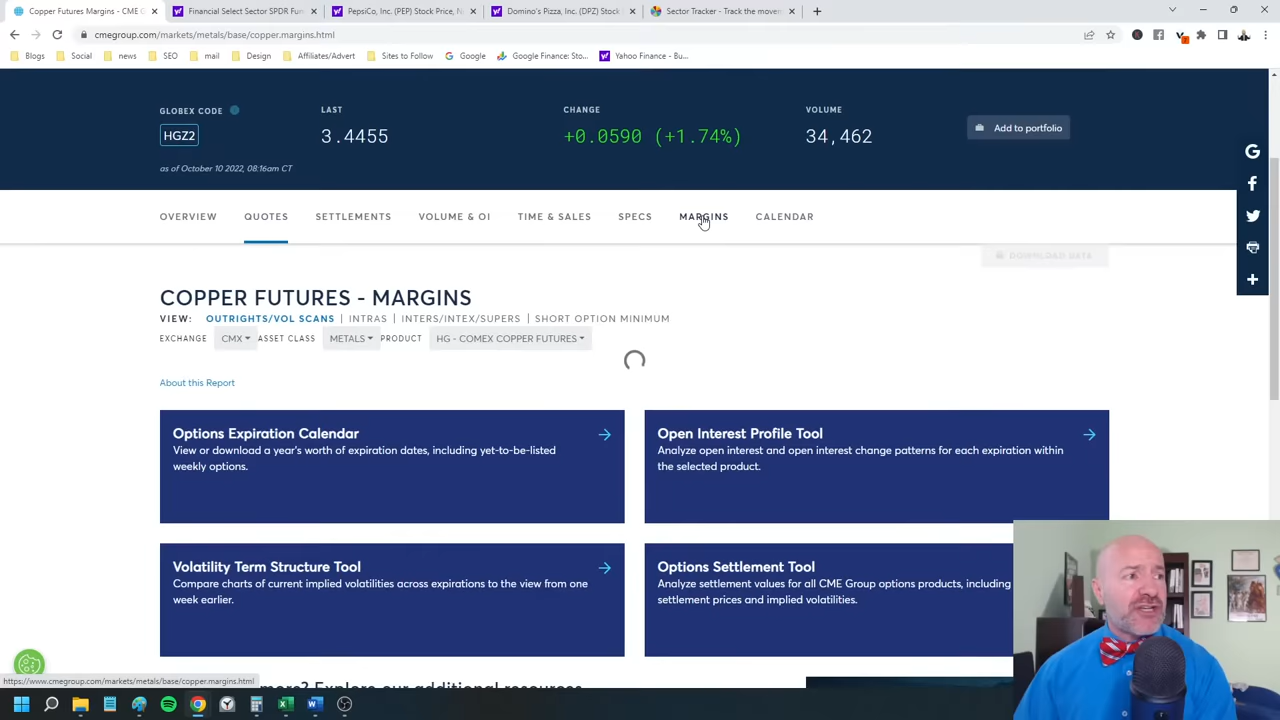 Copper Futures Margins - CME G
Financial Select Sector SPDR Fun
PepsiCo, Inc. (PEP) Stock Price, N
Domino's Pizza, Inc. (DPZ) Stock
Sector Tracker - Track the movem
cmegroup.com/markets/metals/base/copper.margins.html
Blogs
Social
news
SEO
mail
Design
Affiliates/Advert
Sites to Follow
Google
Google Finance: Sto...
Yahoo Finance - Bu...
GLOBEX CODE
LAST
CHANGE
VOLUME
HGZ2
3.4455
+0.0590 (+1.74%)
34,462
Add to portfolio
as of October 10 2022, 08:16am CT
OVERVIEW
QUOTES
SETTLEMENTS
VOLUME & OI
TIME & SALES
SPECS
MARGINS
CALENDAR
DOWNLOAD DATA
COPPER FUTURES - MARGINS
VIEW: OUTRIGHTS/VOL SCANS | INTRAS | INTERS/INTEX/SUPERS | SHORT OPTION MINIMUM
EXCHANGE CMX ASSET CLASS METALS PRODUCT HG - COMEX COPPER FUTURES
About this Report
Options Expiration Calendar
View or download a year's worth of expiration dates, including yet-to-be-listed
weekly options.
Open Interest Profile Tool
Analyze open interest and open interest change patterns for each expiration within
the selected product.
Volatility Term Structure Tool
Compare charts of current implied volatilities across expirations to the view from one
week earlier.
Options Settlement Tool
Analyze settlement values for all CME Group options products, including
settlement prices and implied volatilities.
https://www.cmegroup.com/markets/metals/base/copper.margins.html
more? Explore our additional resources